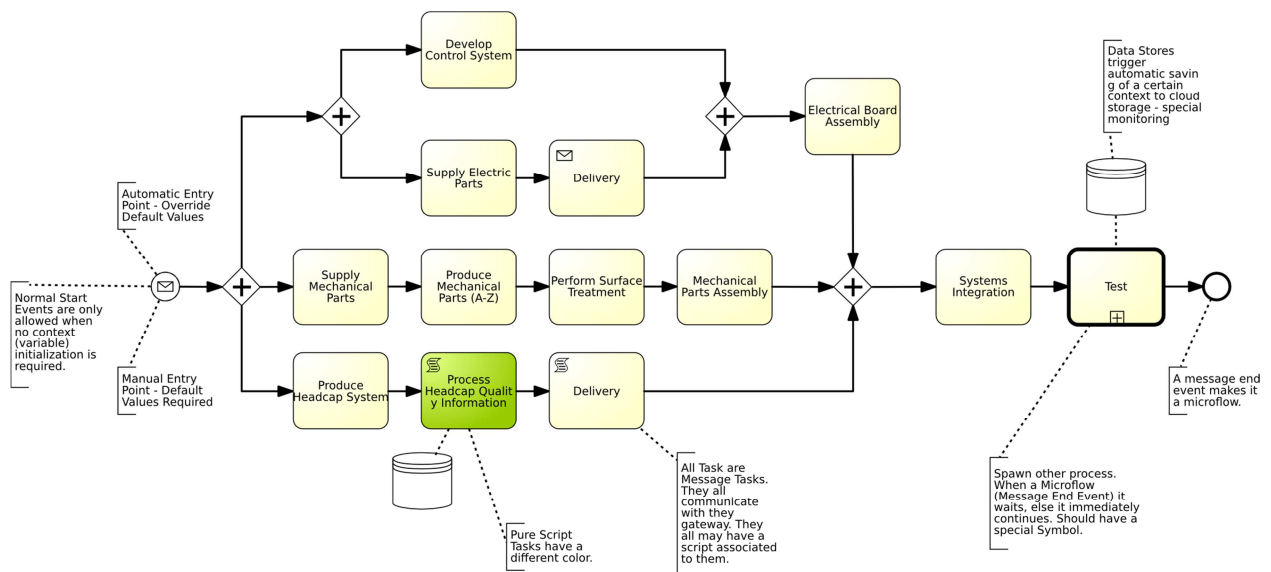 Develop
Control System
Data Stores
trigger
automatic savin
g of a certain
context to cloud
storage - special
monitoring
Electrical Board
Assembly
Supply Electric
Parts
Delivery
Automatic Entry
Point - Override
Default Values
Supply
Mechanical
Parts
Produce
Mechanical
Parts (A-Z)
Perform Surface
Treatment
Mechanical
Parts Assembly
Systems
Integration
Test
Normal Start
Events are only
allowed when
no context
(variable)
initialization is
required.
Manual Entry
Point - Default
Values Required
Produce
Headcap System
Process
Headcap Qualit
y Information
Delivery
A message end
event makes it
a microflow.
All Task are
Message Tasks.
They all
communicate
with they
gateway. They
all may have a
script associated
to them.
Spawn other process.
When a Microflow
(Message End Event) it
waits, else it immediately
continues. Should have a
special Symbol.
Pure Script
Tasks have a
different color.